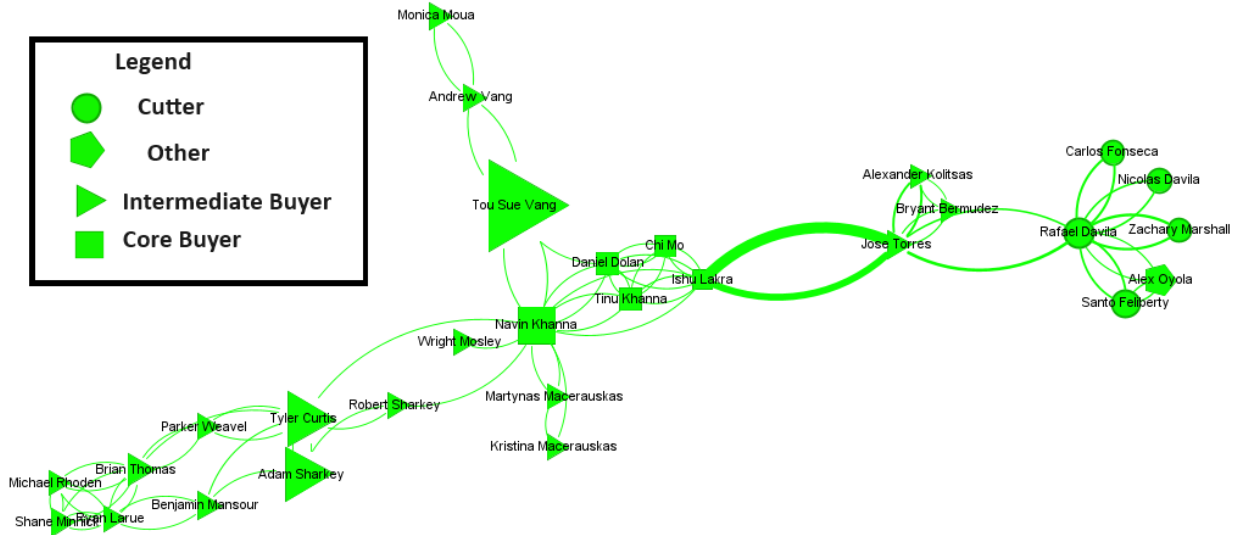 Monica Moua
Legend
Cutter
Other
Intermediate Buyer
Core Buyer
Andrew Vang
Tou Sue Vang
Carlos Fonseca
Nicolas Davila
Alexander Kolitsas
Bryant Bermudez
Rafael Davila
Zachary Marshall
Jose Torres
Chi Mo
Daniel Dolan
Ishu Lakra
Tinu Khanna
Alex Oyola
Santo Feliberty
Navin Khanna
Wright Mosley
Martynas Macerauskas
Robert Sharkey
Tyler Curtis
Parker Weavel
Kristina Macerauskas
Brian Thomas
Adam Sharkey
Michael Rhoden
Benjamin Mansour
Shane Minnick
Ryan Larue